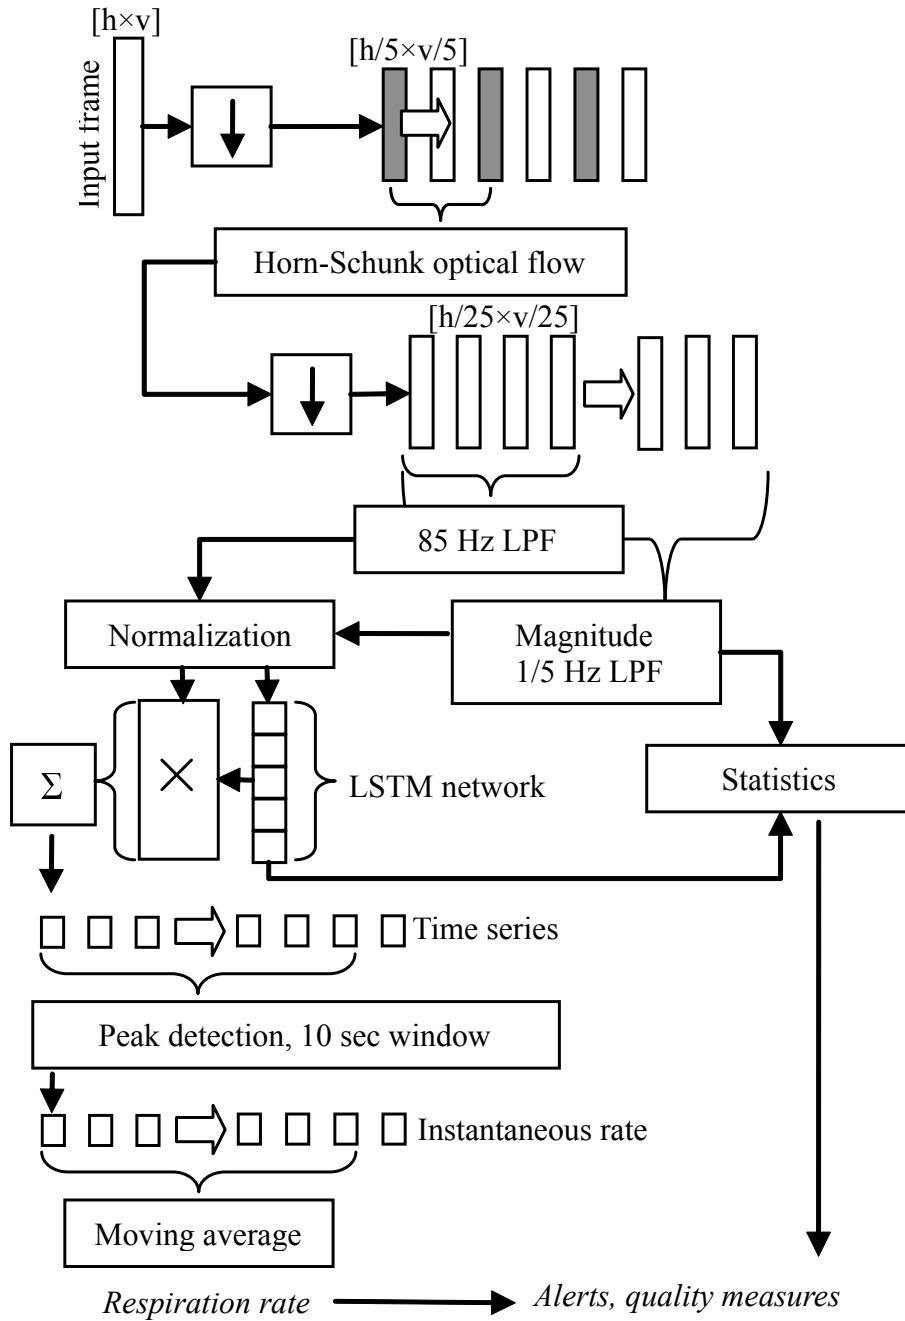 [h×v]
Input frame
[h/5×v/5]
Horn-Schunk optical flow
[h/25×v/25]
85 Hz LPF
Normalization
Magnitude
1/5 Hz LPF
×
Σ
LSTM network
Statistics
Time series
Peak detection, 10 sec window
Instantaneous rate
Moving average
Respiration rate
Alerts, quality measures